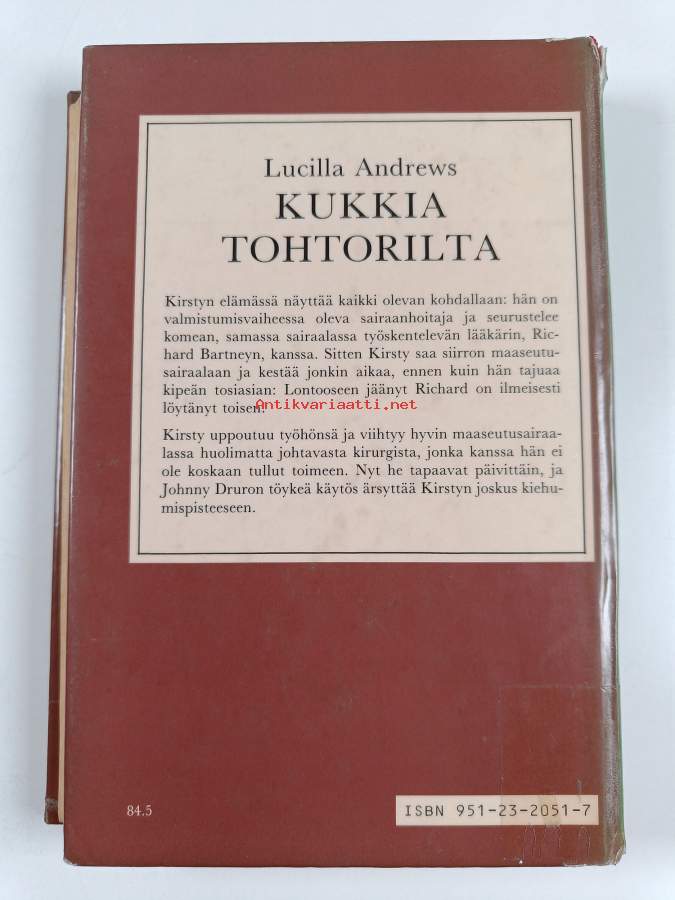 Lucilla Andrews
KUKKIA
TOHTORILTA
Kirstyn elämässä näyttää kaikki olevan kohdallaan: hän on
valmistumisvaiheessa oleva sairaanhoitaja ja seurustelee
komean, samassa sairaalassa työskentelevän lääkärin, Ric-
hard Bartneyn, kanssa. Sitten Kirsty saa siirron maaseutu-
sairaalaan ja kestää jonkin aikaa, ennen kuin hän tajuaa
kipeän tosiasian: Lontooseen jäänyt Richard on ilmeisesti
löytänyt toisen!
Antikvariaatti.net
Kirsty uppoutuu työhönsä ja viihtyy hyvin maaseutusairaa-
lassa huolimatta johtavasta kirurgista, jonka kanssa hän ei
ole koskaan tullut toimeen. Nyt he tapaavat päivittäin, ja
Johnny Druron töykeä käytös ärsyttää Kirstyn joskus kiehu-
mispisteeseen.
84.5
ISBN 951-23-2051-7